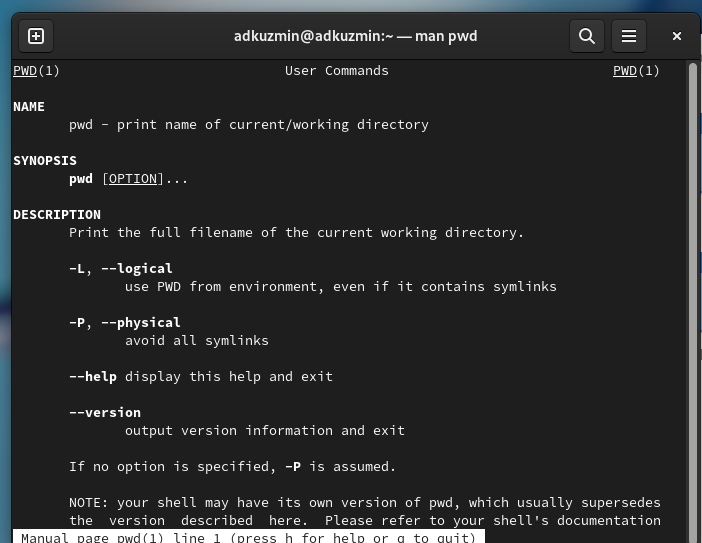 adkuzmin@adkuzmin:~ — man pwd
PWD(1) User Commands PWD(1)
NAME
pwd - print name of current/working directory
SYNOPSIS
pwd [OPTION]...
DESCRIPTION
Print the full filename of the current working directory.
-L, --logical
use PWD from environment, even if it contains symlinks
-P, --physical
avoid all symlinks
--help display this help and exit
--version
output version information and exit
If no option is specified, -P is assumed.
NOTE: your shell may have its own version of pwd, which usually supersedes
the version described here. Please refer to your shell's documentation
Manual page pwd(1) line 1 (press h for help or q to quit)